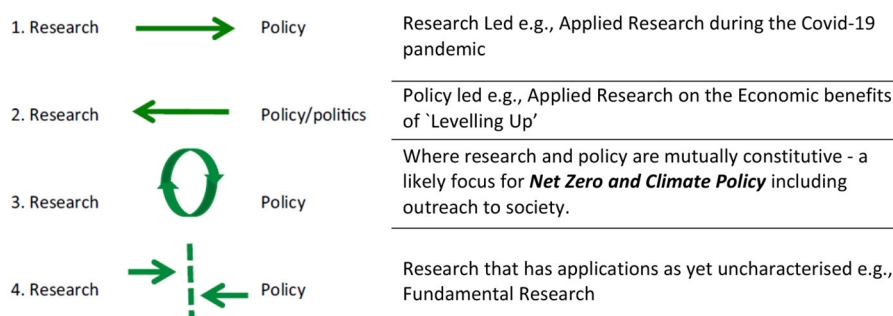 1. Research Policy
Research Led e.g., Applied Research during the Covid-19
pandemic
2. Research Policy/politics
Policy led e.g., Applied Research on the Economic benefits
of `Levelling Up’
3. Research Policy
Where research and policy are mutually constitutive - a
likely focus for Net Zero and Climate Policy including
outreach to society.
4. Research Policy
Research that has applications as yet uncharacterised e.g.,
Fundamental Research